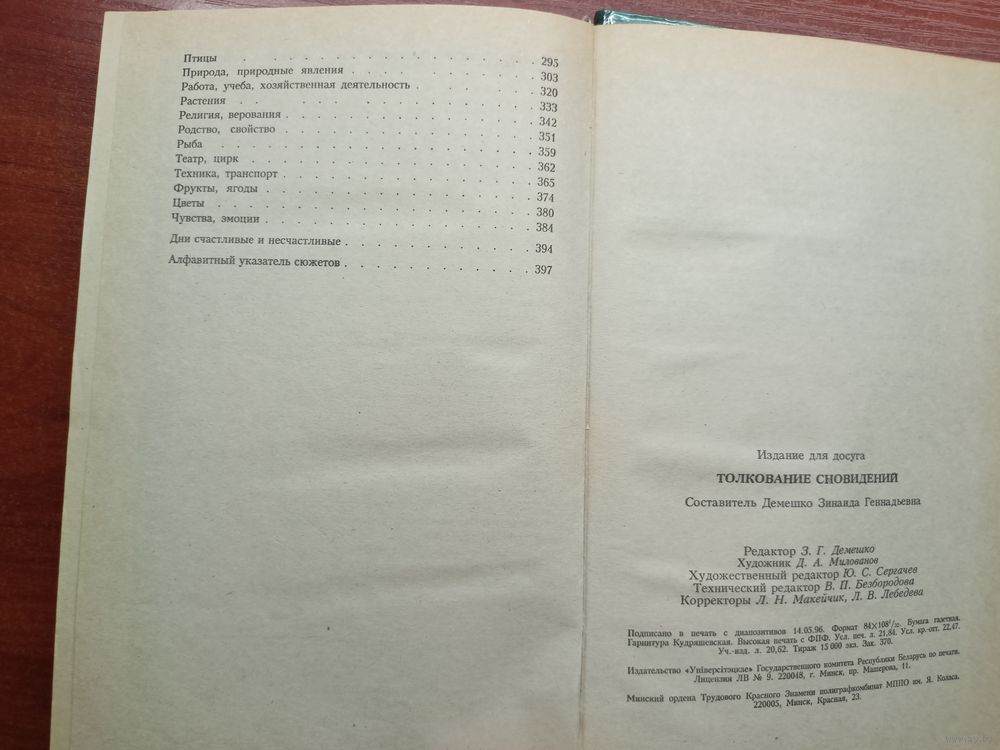 Птицы . . . . . . . . . . . . . . . . 295
Природа, природные явления . . . . . . . . . . 303
Работа, учеба, хозяйственная деятельность . . . . . . . 320
Растения . . . . . . . . . . . . . . . 333
Религия, верования . . . . . . . . . . . . . 342
Родство, свойство . . . . . . . . . . . . . 351
Рыба . . . . . . . . . . . . . . . . 359
Театр, цирк . . . . . . . . . . . . . . . 362
Техника, транспорт . . . . . . . . . . . . . 365
Фрукты, ягоды . . . . . . . . . . . . . . 374
Цветы . . . . . . . . . . . . . . . . 380
Чувства, эмоции . . . . . . . . . . . . . . 384
Дни счастливые и несчастливые . . . . . . . . . . 394
Алфавитный указатель сюжетов . . . . . . . . . . 397
Издание для досуга
ТОЛКОВАНИЕ СНОВИДЕНИЙ
Составитель Демешко Зинаида Геннадьевна
Редактор З. Г. Демешко
Художник Д. А. Милованов
Художественный редактор Ю. С. Сергачев
Технический редактор В. П. Безбородова
Корректоры Л. Н. Макейчик, Л. В. Лебедева
Подписано в печать с диапозитивов 14.05.96. Формат 84×108¹/₃₂. Бумага газетная.
Гарнитура Кудряшевская. Высокая печать с ФПФ. Усл. печ. л. 21,84. Усл. кр.-отт. 22,47.
Уч.-изд. л. 20,62. Тираж 15 000 экз. Зак. 370.
Издательство «Універсітэцкае» Государственного комитета Республики Беларусь по печати.
Лицензия ЛВ № 9. 220048, г. Минск, пр. Машерова, 11.
Минский ордена Трудового Красного Знамени полиграфкомбинат МППО им. Я. Коласа.
220005, Минск, Красная, 23.